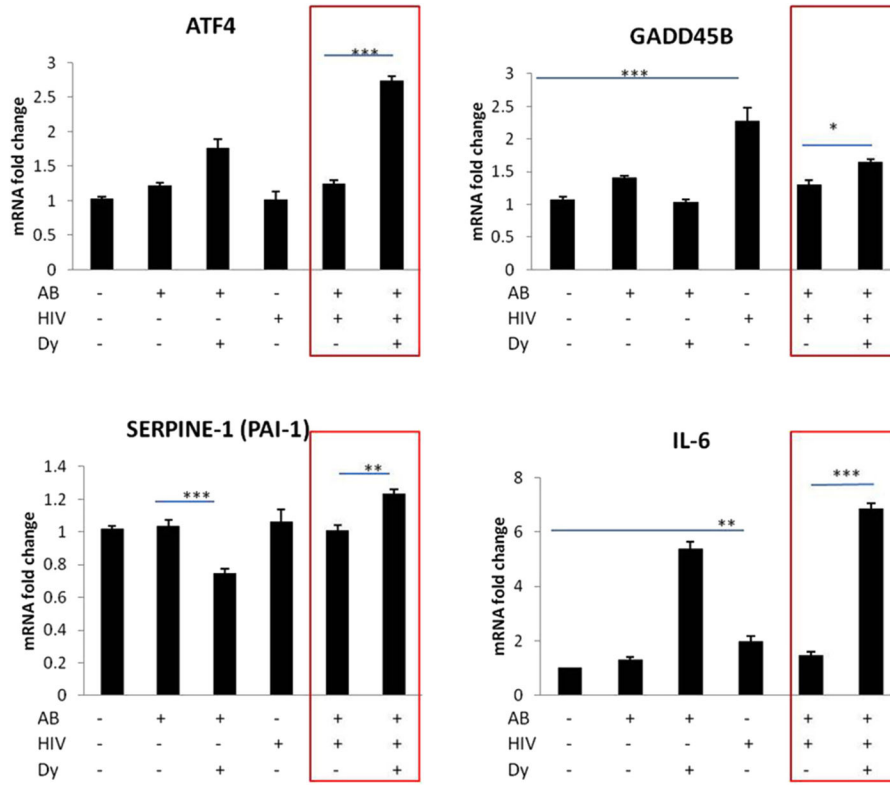 ATF4
***
mRNA fold change
3
2.5
2
1.5
1
0.5
0
AB - + + - + +
HIV - - - + + +
Dy - - + - - +
GADD45B
***
*
mRNA fold change
3
2.5
2
1.5
1
0.5
0
AB - + + - + +
HIV - - - + + +
Dy - - + - - +
SERPINE-1 (PAI-1)
***
**
mRNA fold change
1.4
1.2
1
0.8
0.6
0.4
0.2
0
AB - + + - + +
HIV - - - + + +
Dy - - + - - +
IL-6
**
***
mRNA fold change
8
6
4
2
0
AB - + + - + +
HIV - - - + + +
Dy - - + - - +